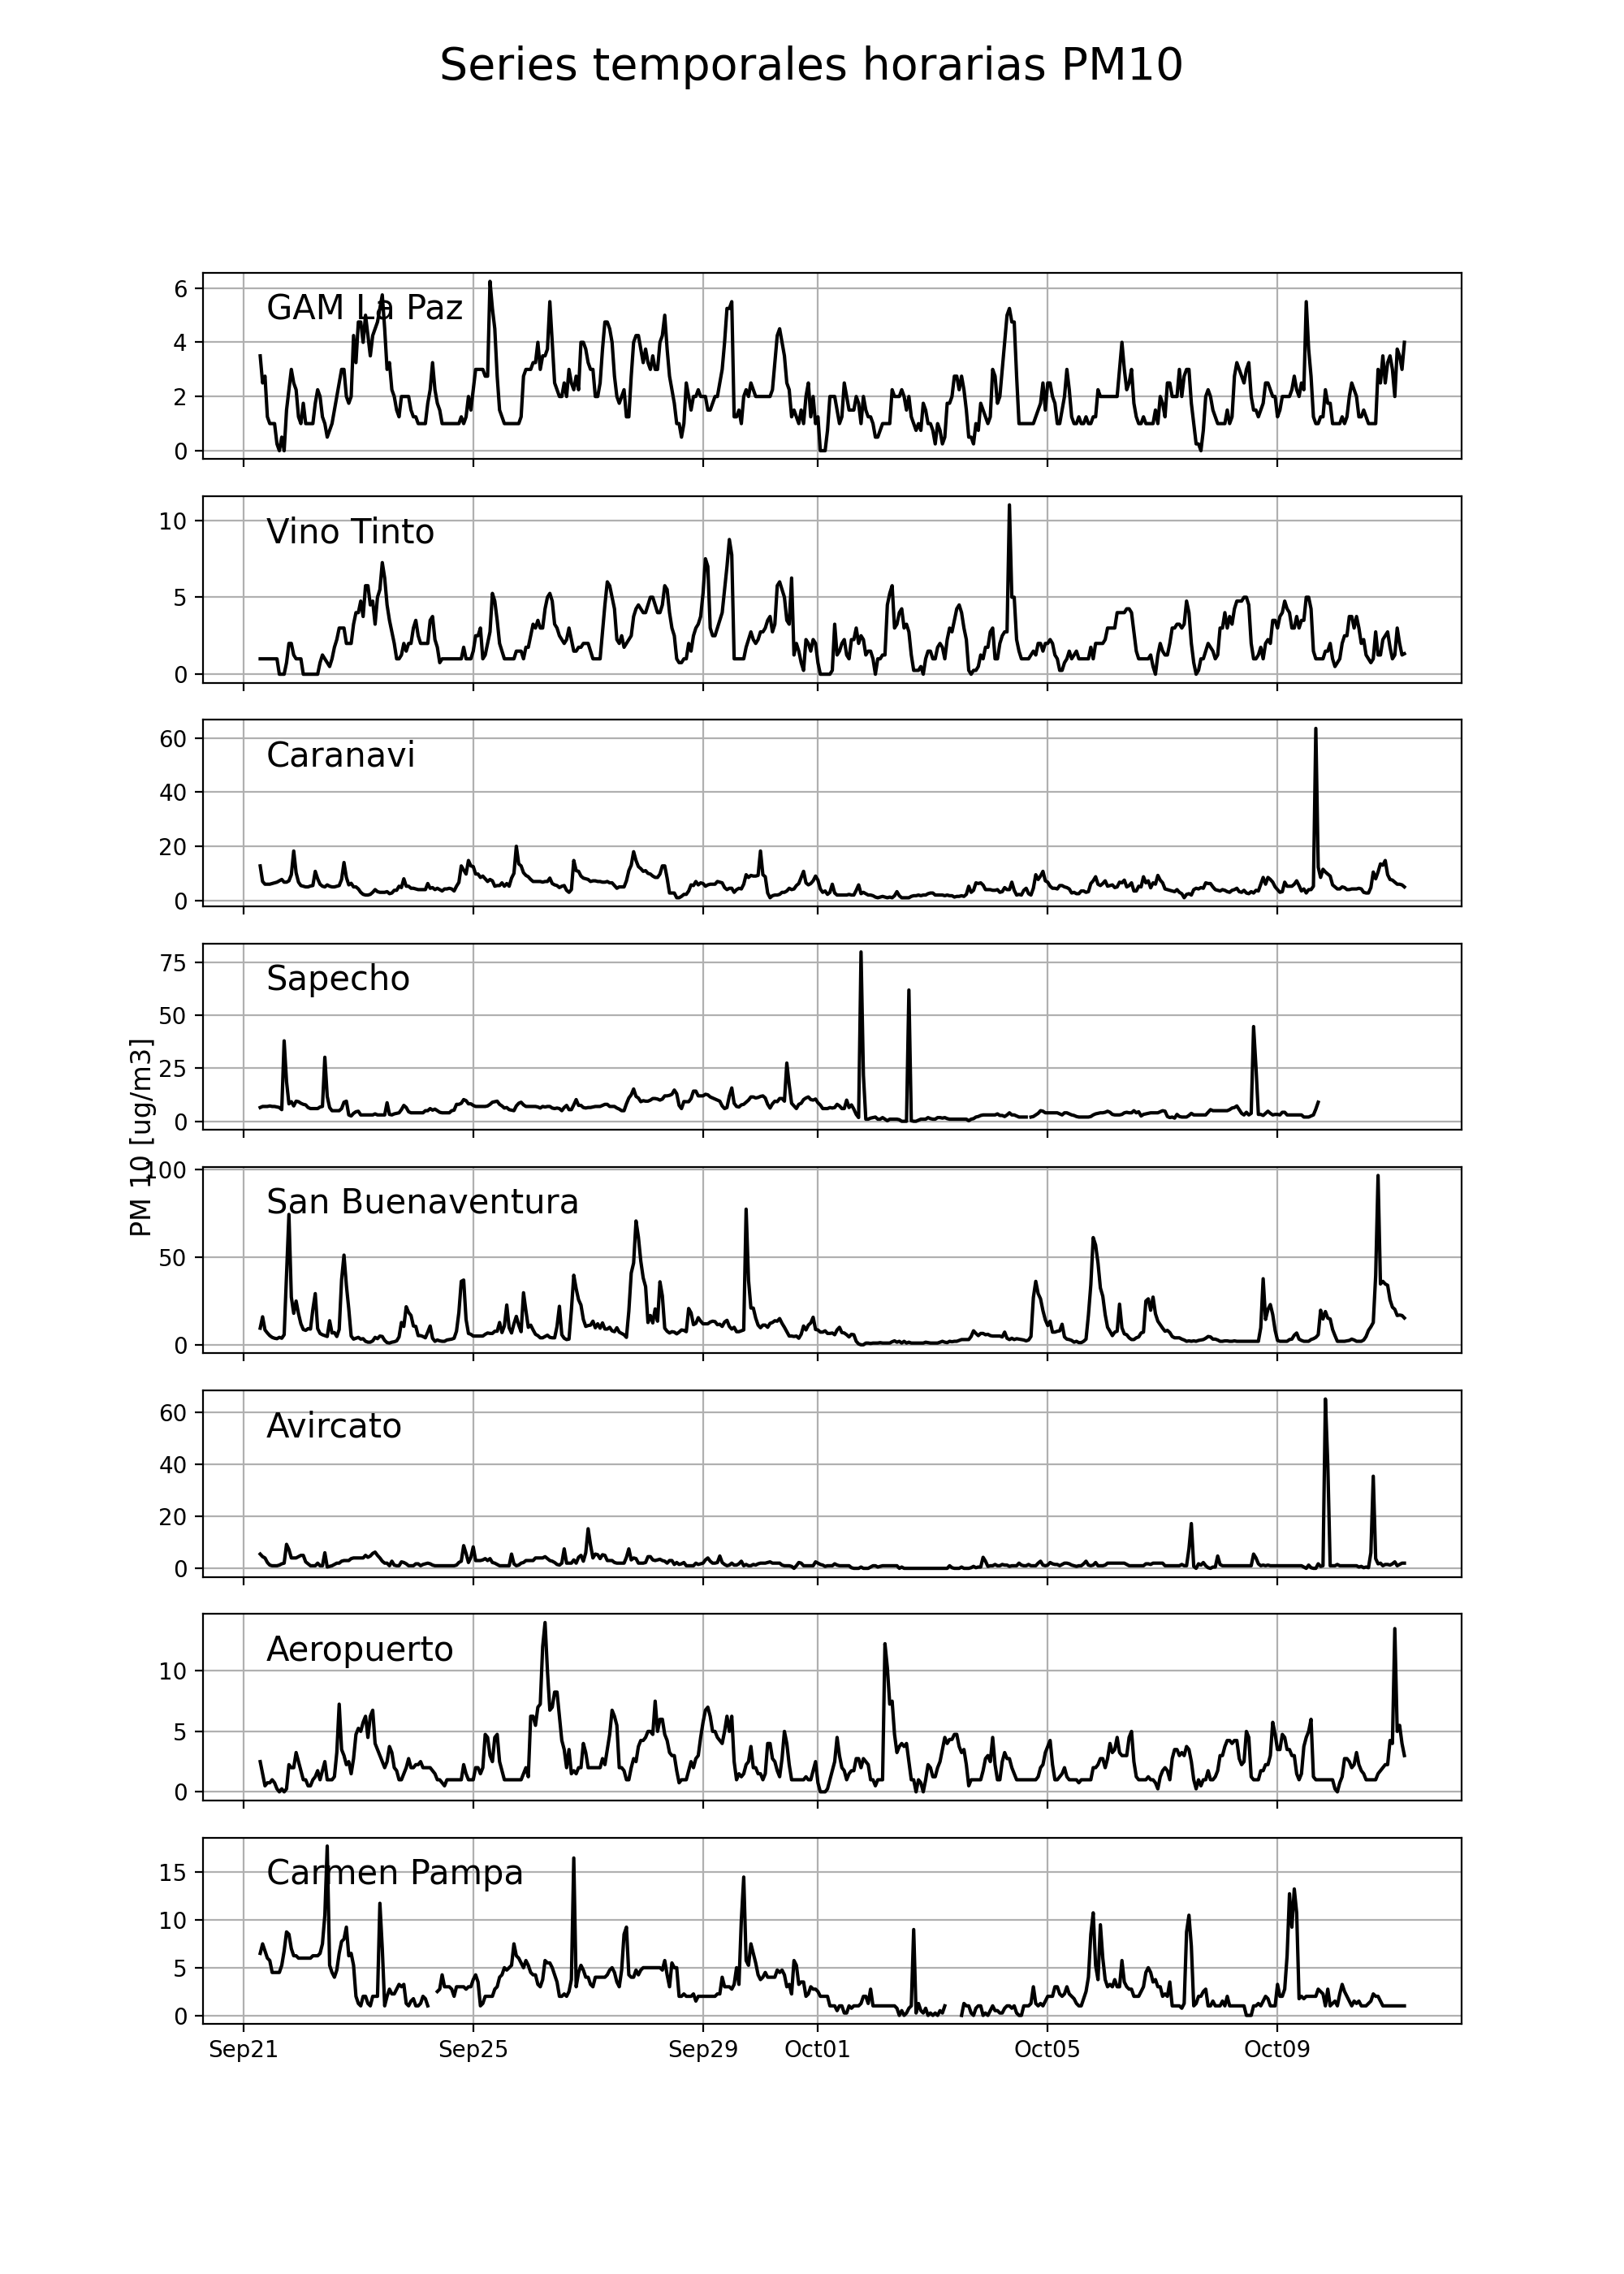 Series temporales horarias PM10
PM 10 [ug/m3]
GAM La Paz
6
4
2
0
Vino Tinto
10
5
0
Caranavi
60
40
20
0
Sapecho
75
50
25
0
San Buenaventura
100
50
0
Avircato
60
40
20
0
Aeropuerto
10
5
0
Carmen Pampa
15
10
5
0
Sep21 Sep25 Sep29 Oct01 Oct05 Oct09